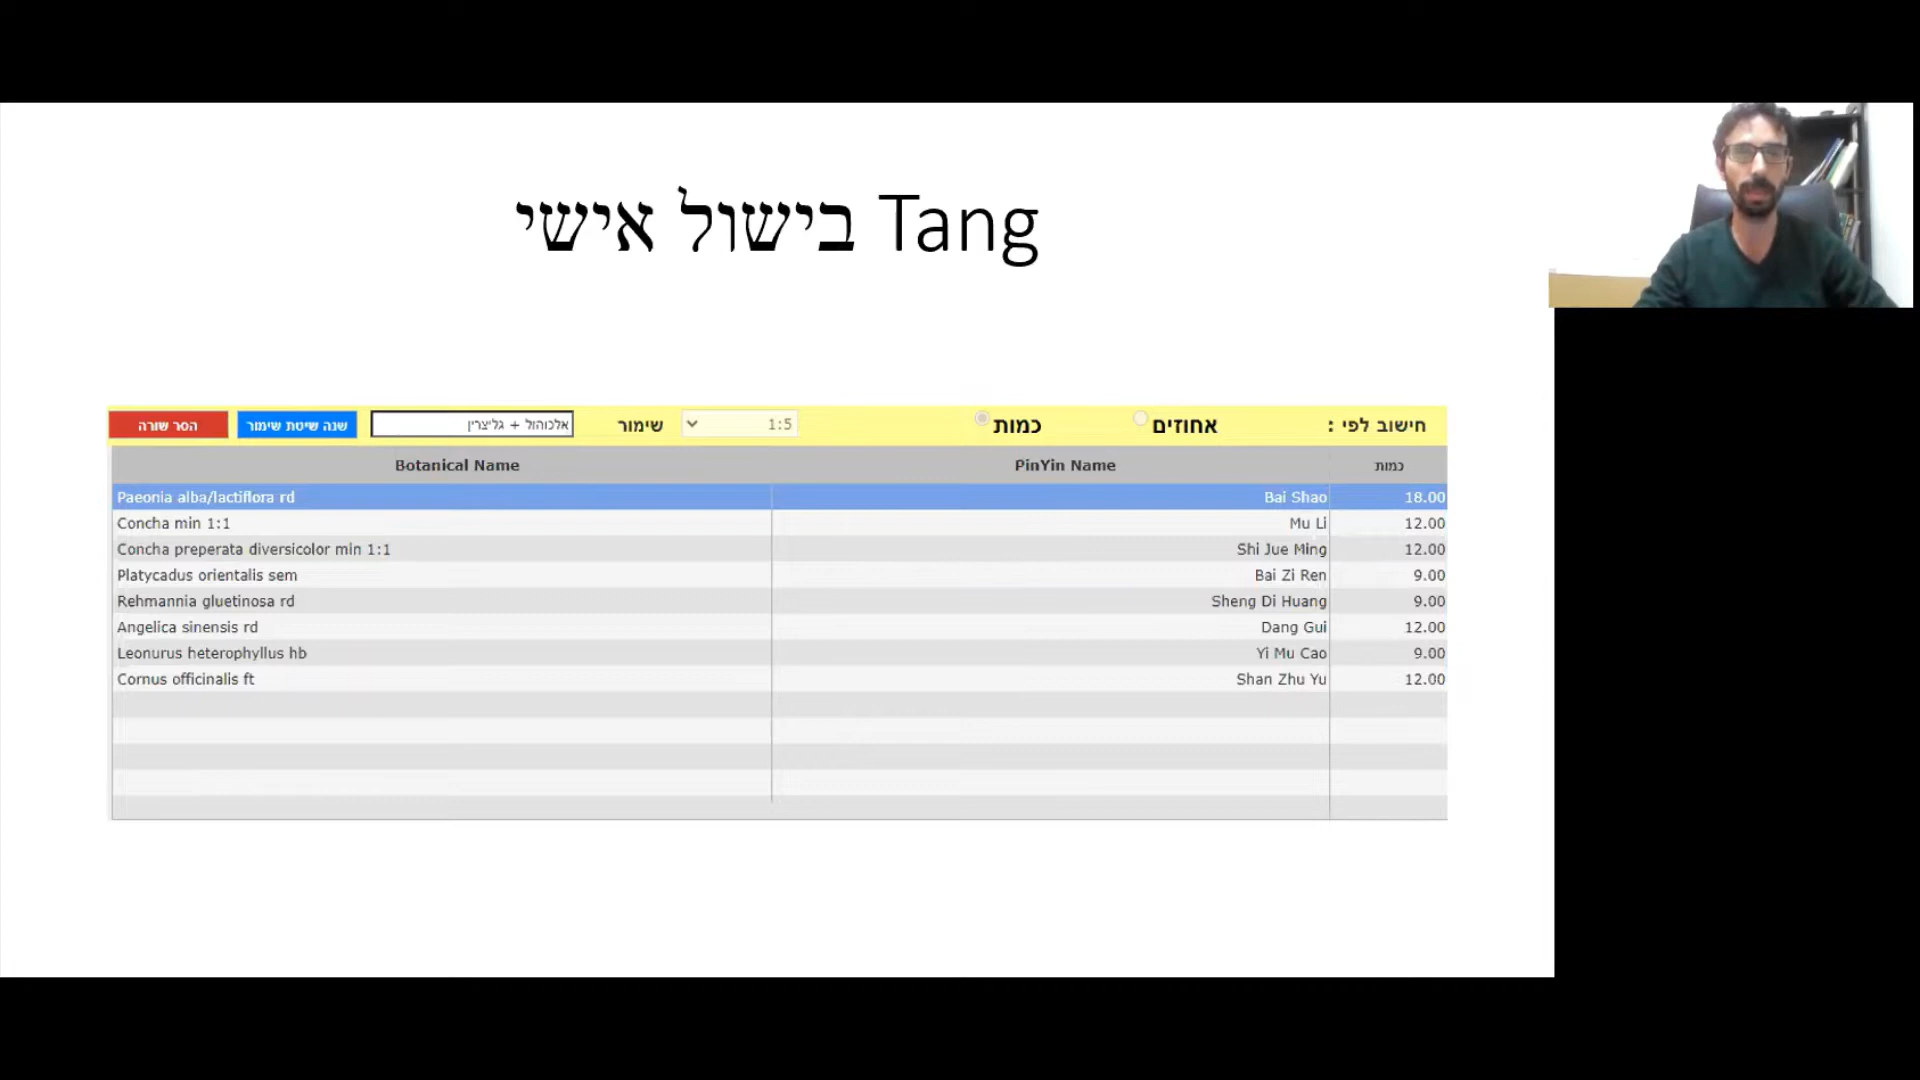 בישול אישי Tang
חישוב לפי : אחוזים כמות 1:5 שימור אלכוהול + גליצרין שנה שיטת שימור הסר שורה
Botanical Name PinYin Name כמות
Paeonia alba/lactiflora rd Bai Shao 18.00
Concha min 1:1 Mu Li 12.00
Concha preperata diversicolor min 1:1 Shi Jue Ming 12.00
Platycadus orientalis sem Bai Zi Ren 9.00
Rehmannia gluetinosa rd Sheng Di Huang 9.00
Angelica sinensis rd Dang Gui 12.00
Leonurus heterophyllus hb Yi Mu Cao 9.00
Cornus officinalis ft Shan Zhu Yu 12.00